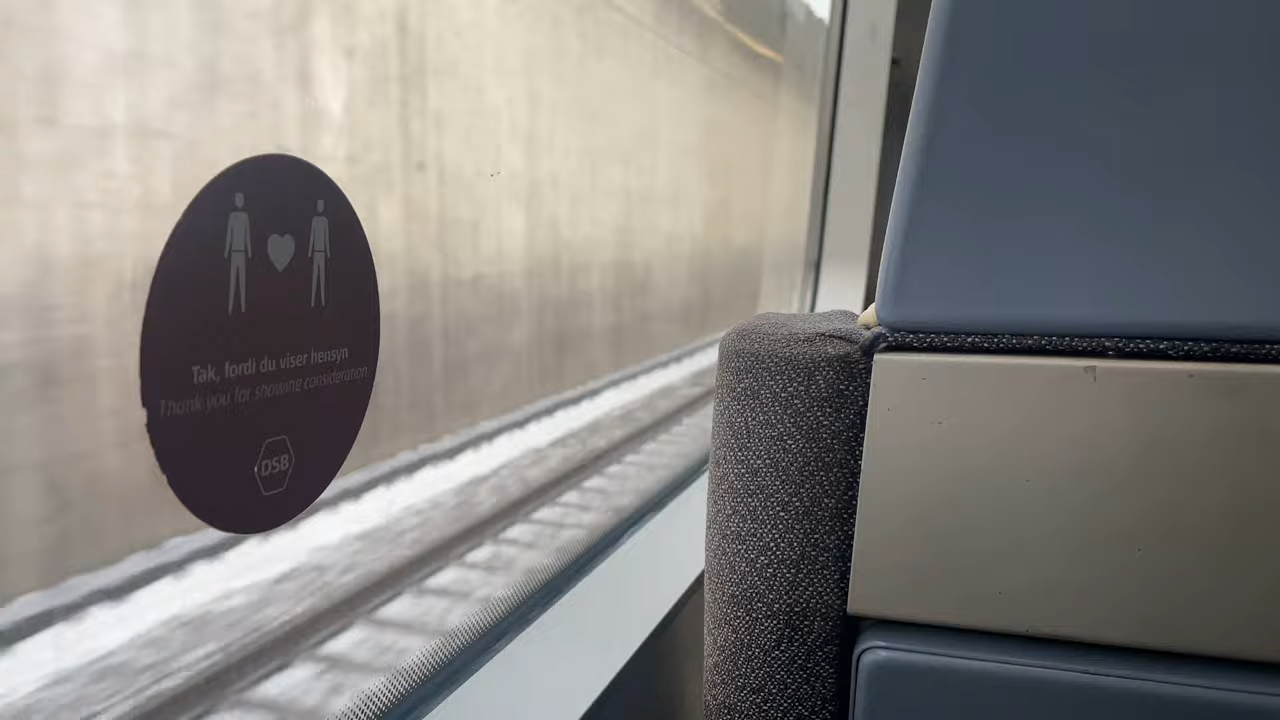 Tak, fordi du viser hensyn
Thank you for showing consideration
DSB